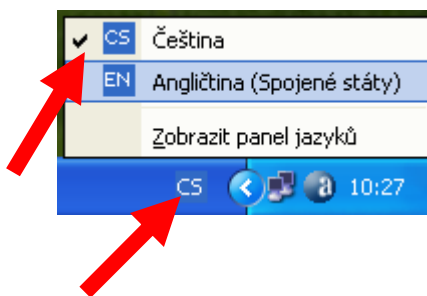 CS Čeština
EN Angličtina (Spojené státy)
Zobrazit panel jazyků
CS a 10:27